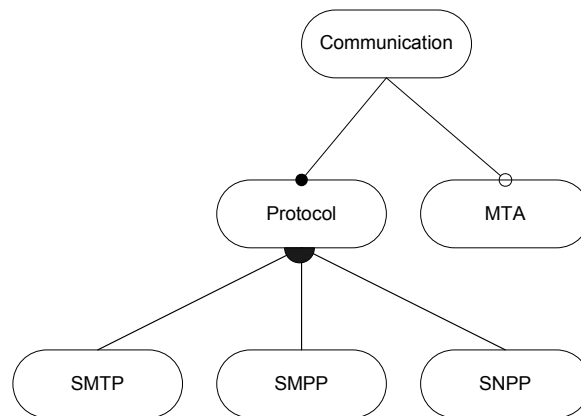 Communication
Protocol
MTA
SMTP
SMPP
SNPP